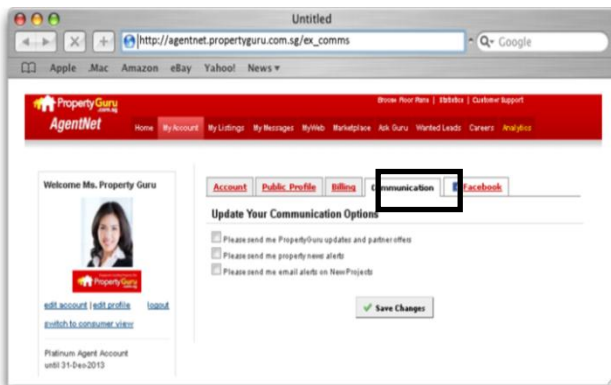 Untitled
http://agentnet.propertyguru.com.sg/ex_comms
Google
Apple .Mac Amazon eBay Yahoo! News
PropertyGuru
.com.sg
Browse Floor Plans | Statistics | Customer Support
AgentNet
Home My Account My Listings My Messages MyWeb Marketplace Ask Guru Wanted Leads Careers Analytics
Welcome Ms. Property Guru
Account Public Profile Billing Communication Facebook
Update Your Communication Options
Please send me PropertyGuru updates and partner offers
Please send me property news alerts
Please send me email alerts on New Projects
PropertyGuru
Save Changes
edit account | edit profile logout
switch to consumer view
Platinum Agent Account
until 31-Dec-2013